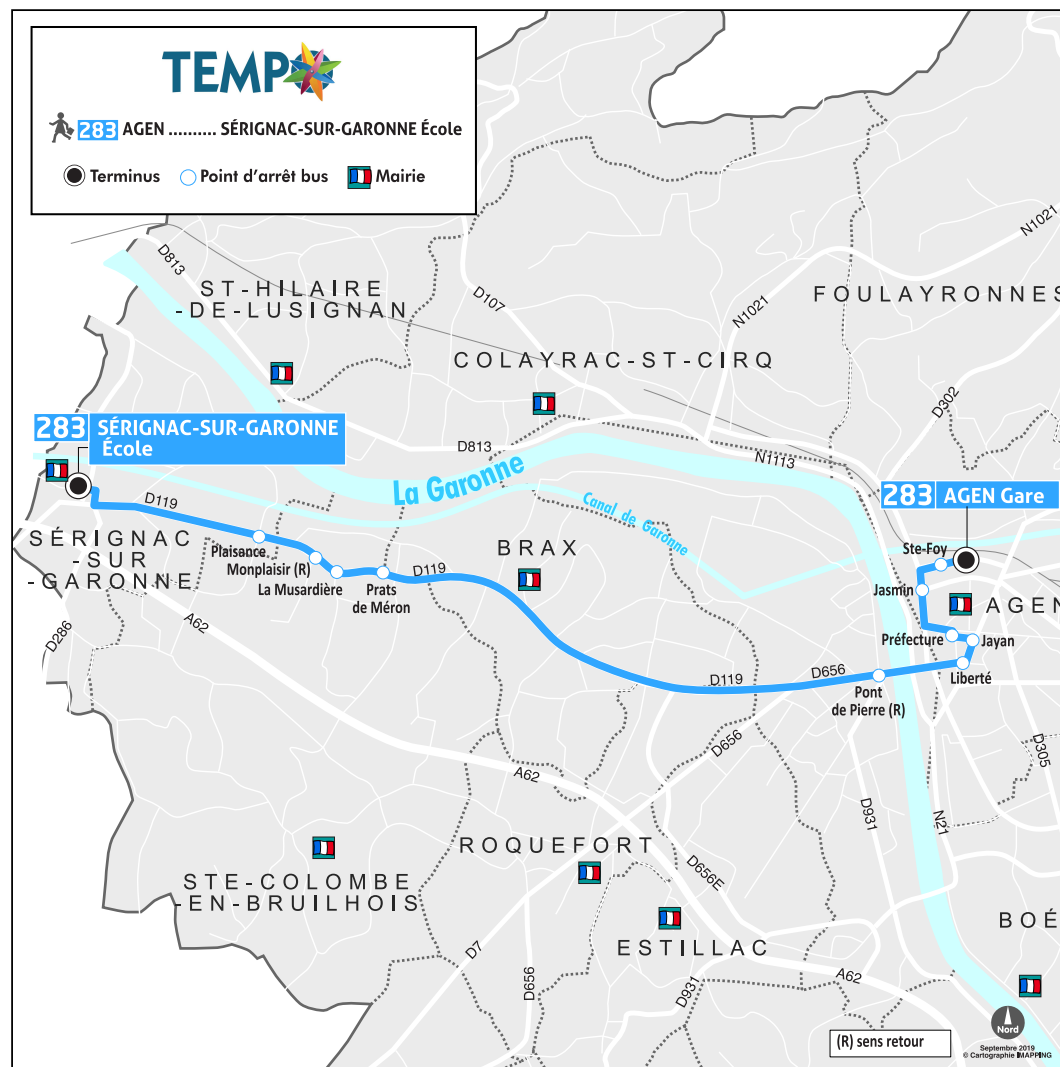 TEMPO
283 AGEN .......... SÉRIGNAC-SUR-GARONNE École
Terminus
Point d'arrêt bus
Mairie
D813
ST-HILAIRE
-DE-LUSIGNAN
D107
N1021
N1021
FOULAYRONNES
COLAYRAC-ST-CIRQ
D302
283 SÉRIGNAC-SUR-GARONNE
École
D813
N1113
La Garonne
Canal de Garonne
283 AGEN Gare
D119
SÉRIGNAC
-SUR
-GARONNE
Plaisance
Monplaisir (R)
La Musardière
Prats
de Méron
D119
BRAX
Ste-Foy
Jasmin
AGEN
Préfecture
Jayan
Liberté
D286
A62
D119
D656
Pont
de Pierre (R)
D656
D305
A62
D931
N21
ROQUEFORT
D656E
STE-COLOMBE
-EN-BRUILHOIS
ESTILLAC
BOÉ
D7
D656
D931
A62
(R) sens retour
Nord
Septembre 2019
© Cartographie IMAPPING